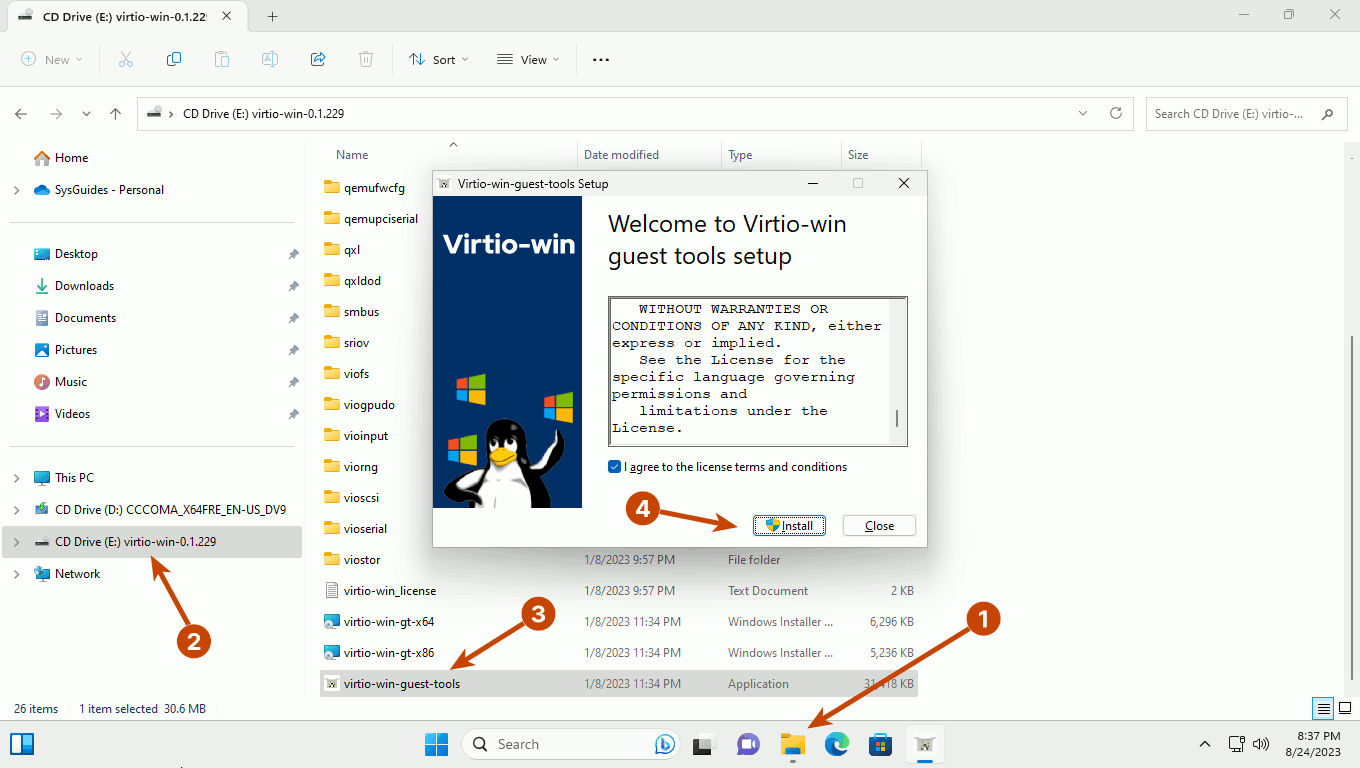 CD Drive (E:) virtio-win-0.1.22
New
Sort
View
CD Drive (E:) virtio-win-0.1.229
Search CD Drive (E:) virtio-...
Home
SysGuides - Personal
Desktop
Downloads
Documents
Pictures
Music
Videos
This PC
CD Drive (D:) CCCOMA_X64FRE_EN-US_DV9
CD Drive (E:) virtio-win-0.1.229
Network
Name Date modified Type Size
qemufwcfg
qemupciserial
qxl
qxldod
smbus
sriov
viofs
viogpudo
vioinput
viorng
vioscsi
vioserial
viostor 1/8/2023 9:57 PM File folder
virtio-win_license 1/8/2023 9:57 PM Text Document 2 KB
virtio-win-gt-x64 1/8/2023 11:34 PM Windows Installer ... 6,296 KB
virtio-win-gt-x86 1/8/2023 11:34 PM Windows Installer ... 5,236 KB
virtio-win-guest-tools 1/8/2023 11:34 PM Application 31,418 KB
Virtio-win-guest-tools Setup
Virtio-win
Welcome to Virtio-win
guest tools setup
WITHOUT WARRANTIES OR
CONDITIONS OF ANY KIND, either
express or implied.
See the License for the
specific language governing
permissions and
limitations under the
License.
I agree to the license terms and conditions
4
Install
Close
2
3
1
26 items 1 item selected 30.6 MB
Search
8:37 PM
8/24/2023